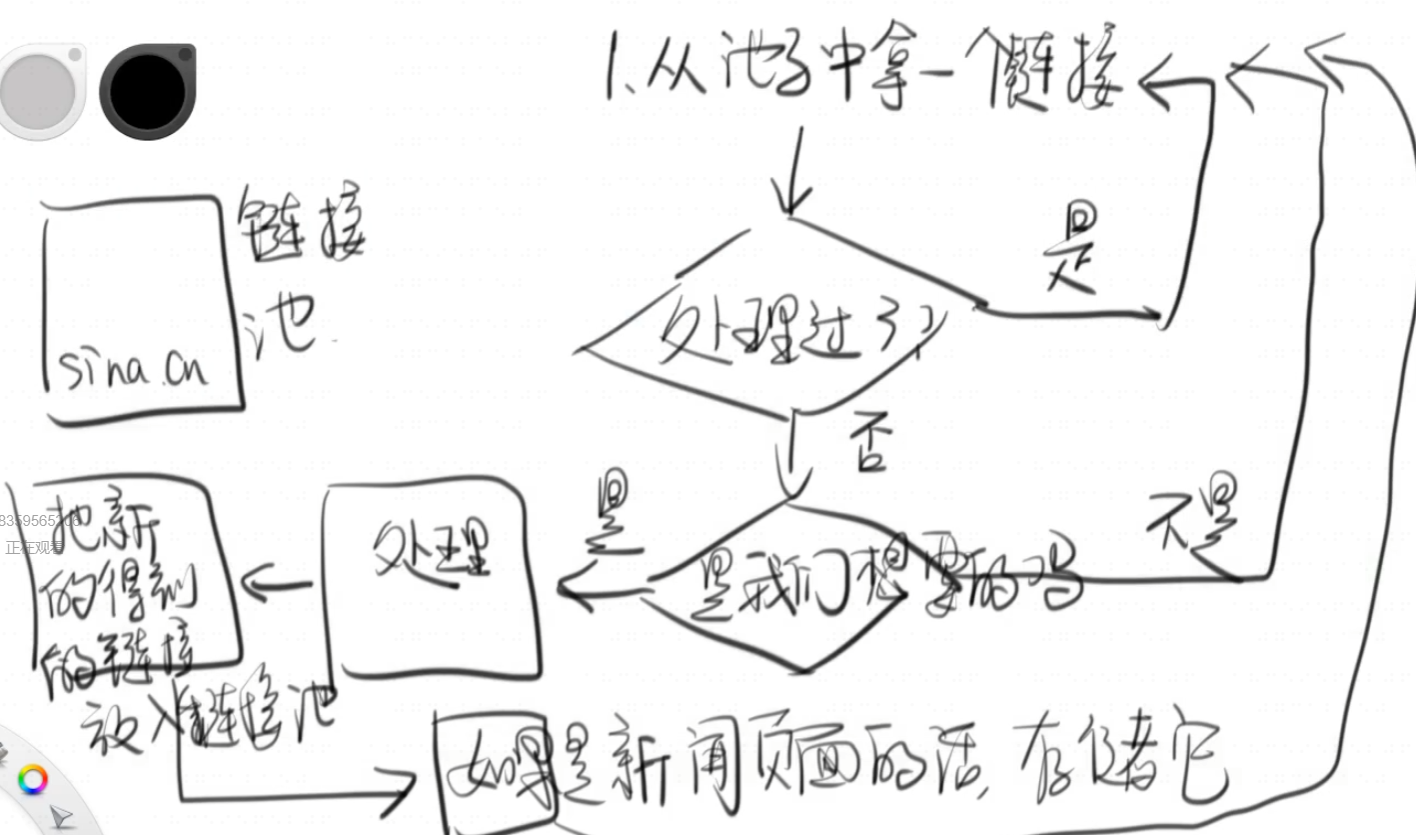 1.从池子中拿一个链接
链接
池
sina.cn
是
处理过了?
否
是
不是
处理
是我们想要的吗
8359565306
正在观看
把新
的得到
的链接
放入链接池
如果是新闻页面的话,存储它